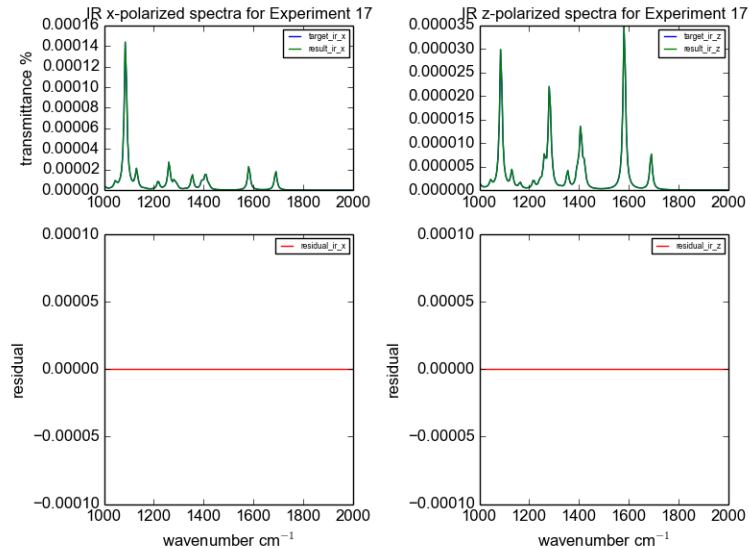 IR x-polarized spectra for Experiment 17
IR z-polarized spectra for Experiment 17
0.00016
0.00014
0.00012
0.00010
0.00008
0.00006
0.00004
0.00002
0.00000
transmittance %
target_ir_x
result_ir_x
1000 1200 1400 1600 1800 2000
0.000035
0.000030
0.000025
0.000020
0.000015
0.000010
0.000005
0.000000
target_ir_z
result_ir_z
1000 1200 1400 1600 1800 2000
0.00010
0.00005
0.00000
−0.00005
−0.00010
residual
residual_ir_x
1000 1200 1400 1600 1800 2000
wavenumber cm⁻¹
0.00010
0.00005
0.00000
−0.00005
−0.00010
residual
residual_ir_z
1000 1200 1400 1600 1800 2000
wavenumber cm⁻¹